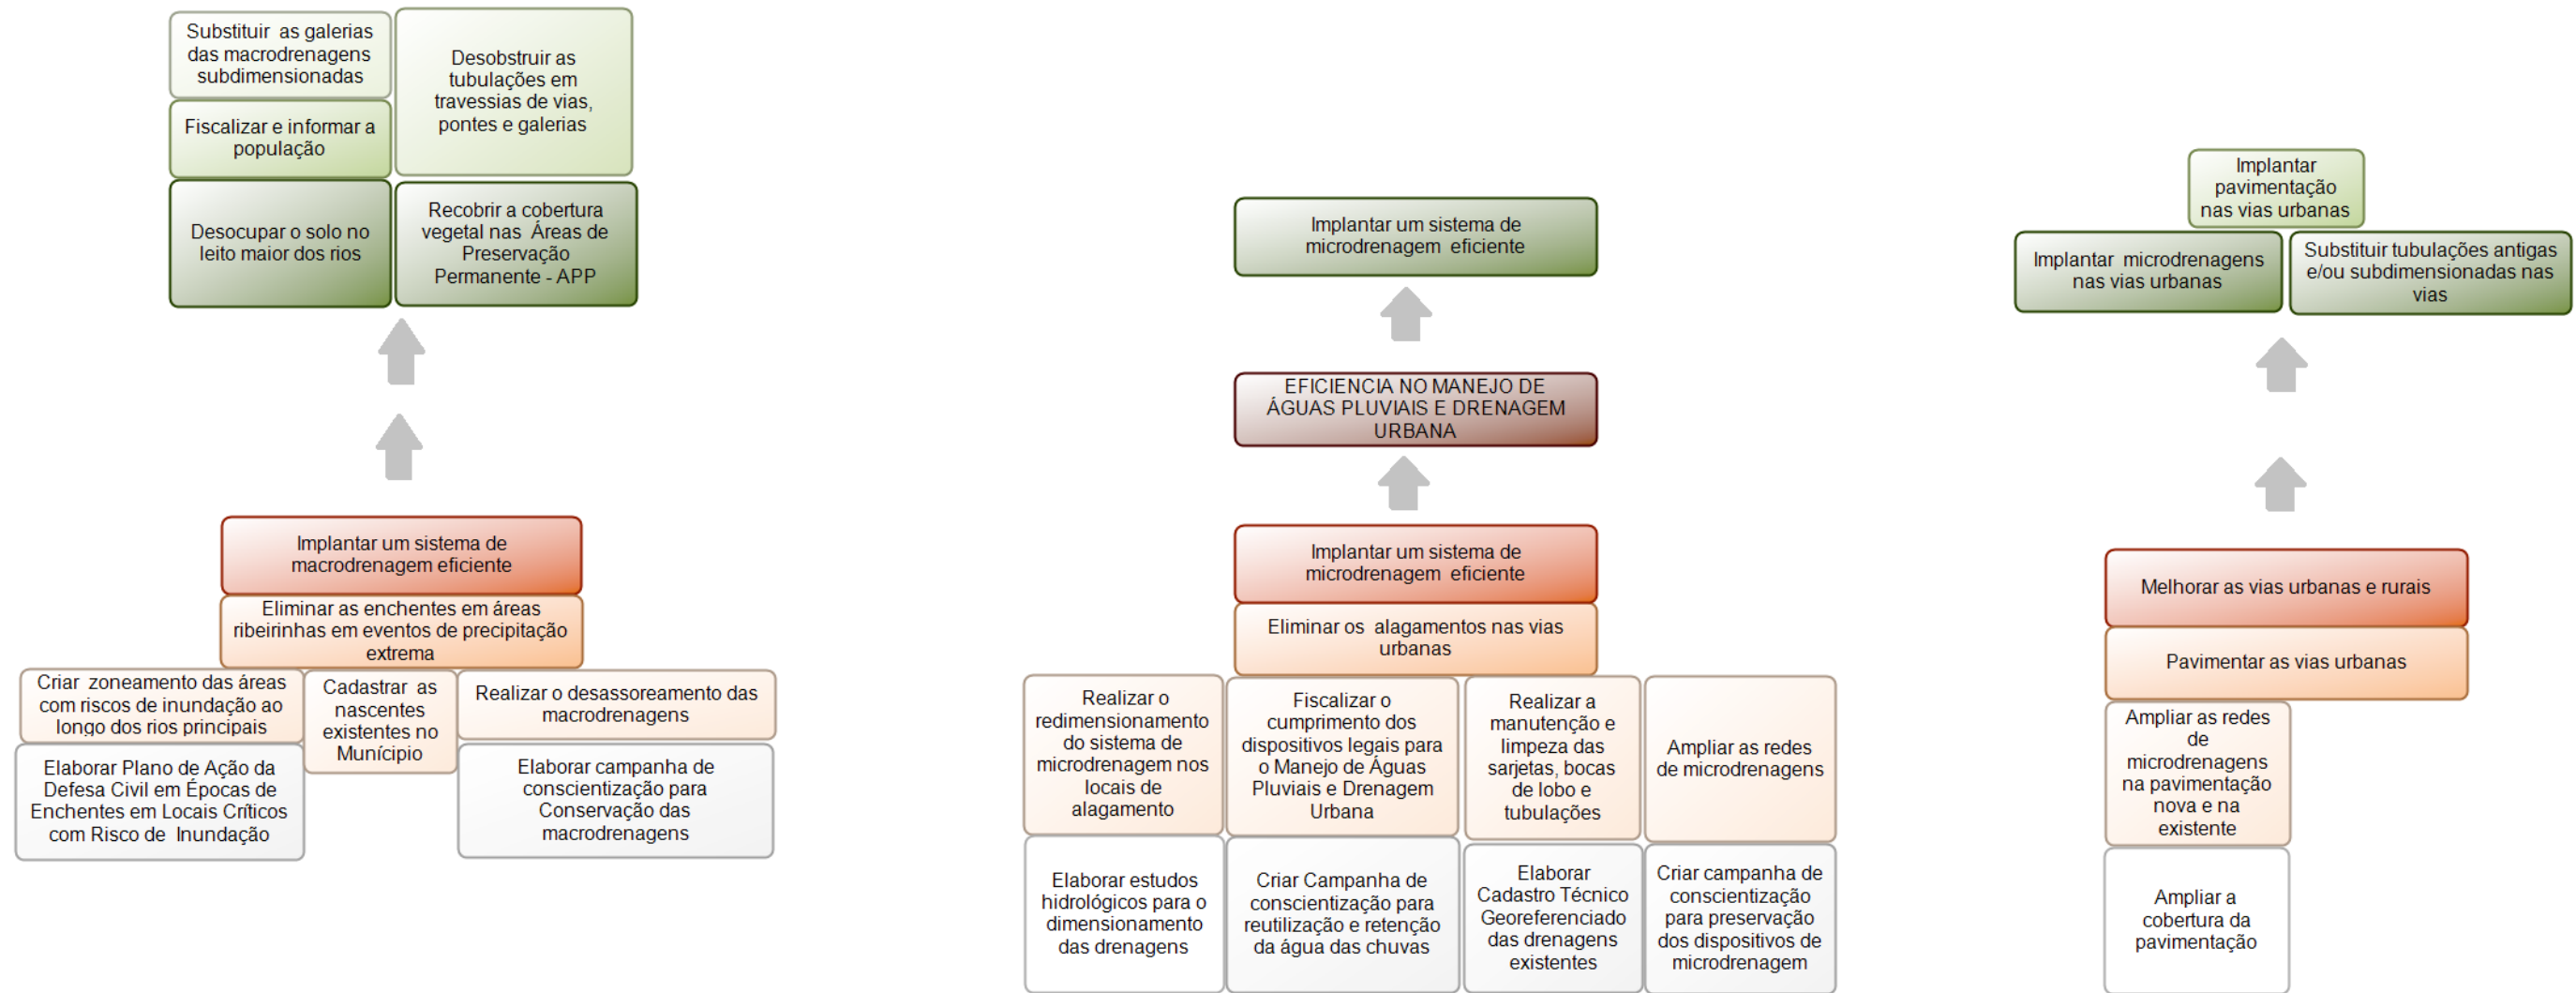 Substituir as galerias
das macrodrenagens
subdimensionadas
Desobstruir as
tubulações em
travessias de vias,
pontes e galerias
Fiscalizar e informar a
população
Desocupar o solo no
leito maior dos rios
Recobrir a cobertura
vegetal nas Áreas de
Preservação
Permanente - APP
Implantar um sistema de
macrodrenagem eficiente
Eliminar as enchentes em áreas
ribeirinhas em eventos de precipitação
extrema
Criar zoneamento das áreas
com riscos de inundação ao
longo dos rios principais
Cadastrar as
nascentes
existentes no
Munícipio
Realizar o desassoreamento das
macrodrenagens
Elaborar Plano de Ação da
Defesa Civil em Épocas de
Enchentes em Locais Críticos
com Risco de Inundação
Elaborar campanha de
conscientização para
Conservação das
macrodrenagens
Implantar um sistema de
microdrenagem eficiente
EFICIENCIA NO MANEJO DE
ÁGUAS PLUVIAIS E DRENAGEM
URBANA
Implantar um sistema de
microdrenagem eficiente
Eliminar os alagamentos nas vias
urbanas
Realizar o
redimensionamento
do sistema de
microdrenagem nos
locais de
alagamento
Fiscalizar o
cumprimento dos
dispositivos legais para
o Manejo de Águas
Pluviais e Drenagem
Urbana
Realizar a
manutenção e
limpeza das
sarjetas, bocas
de lobo e
tubulações
Ampliar as redes
de microdrenagens
Elaborar estudos
hidrológicos para o
dimensionamento
das drenagens
Criar Campanha de
conscientização para
reutilização e retenção
da água das chuvas
Elaborar
Cadastro Técnico
Georeferenciado
das drenagens
existentes
Criar campanha de
conscientização
para preservação
dos dispositivos de
microdrenagem
Implantar
pavimentação
nas vias urbanas
Implantar microdrenagens
nas vias urbanas
Substituir tubulações antigas
e/ou subdimensionadas nas
vias
Melhorar as vias urbanas e rurais
Pavimentar as vias urbanas
Ampliar as redes
de
microdrenagens
na pavimentação
nova e na
existente
Ampliar a
cobertura da
pavimentação